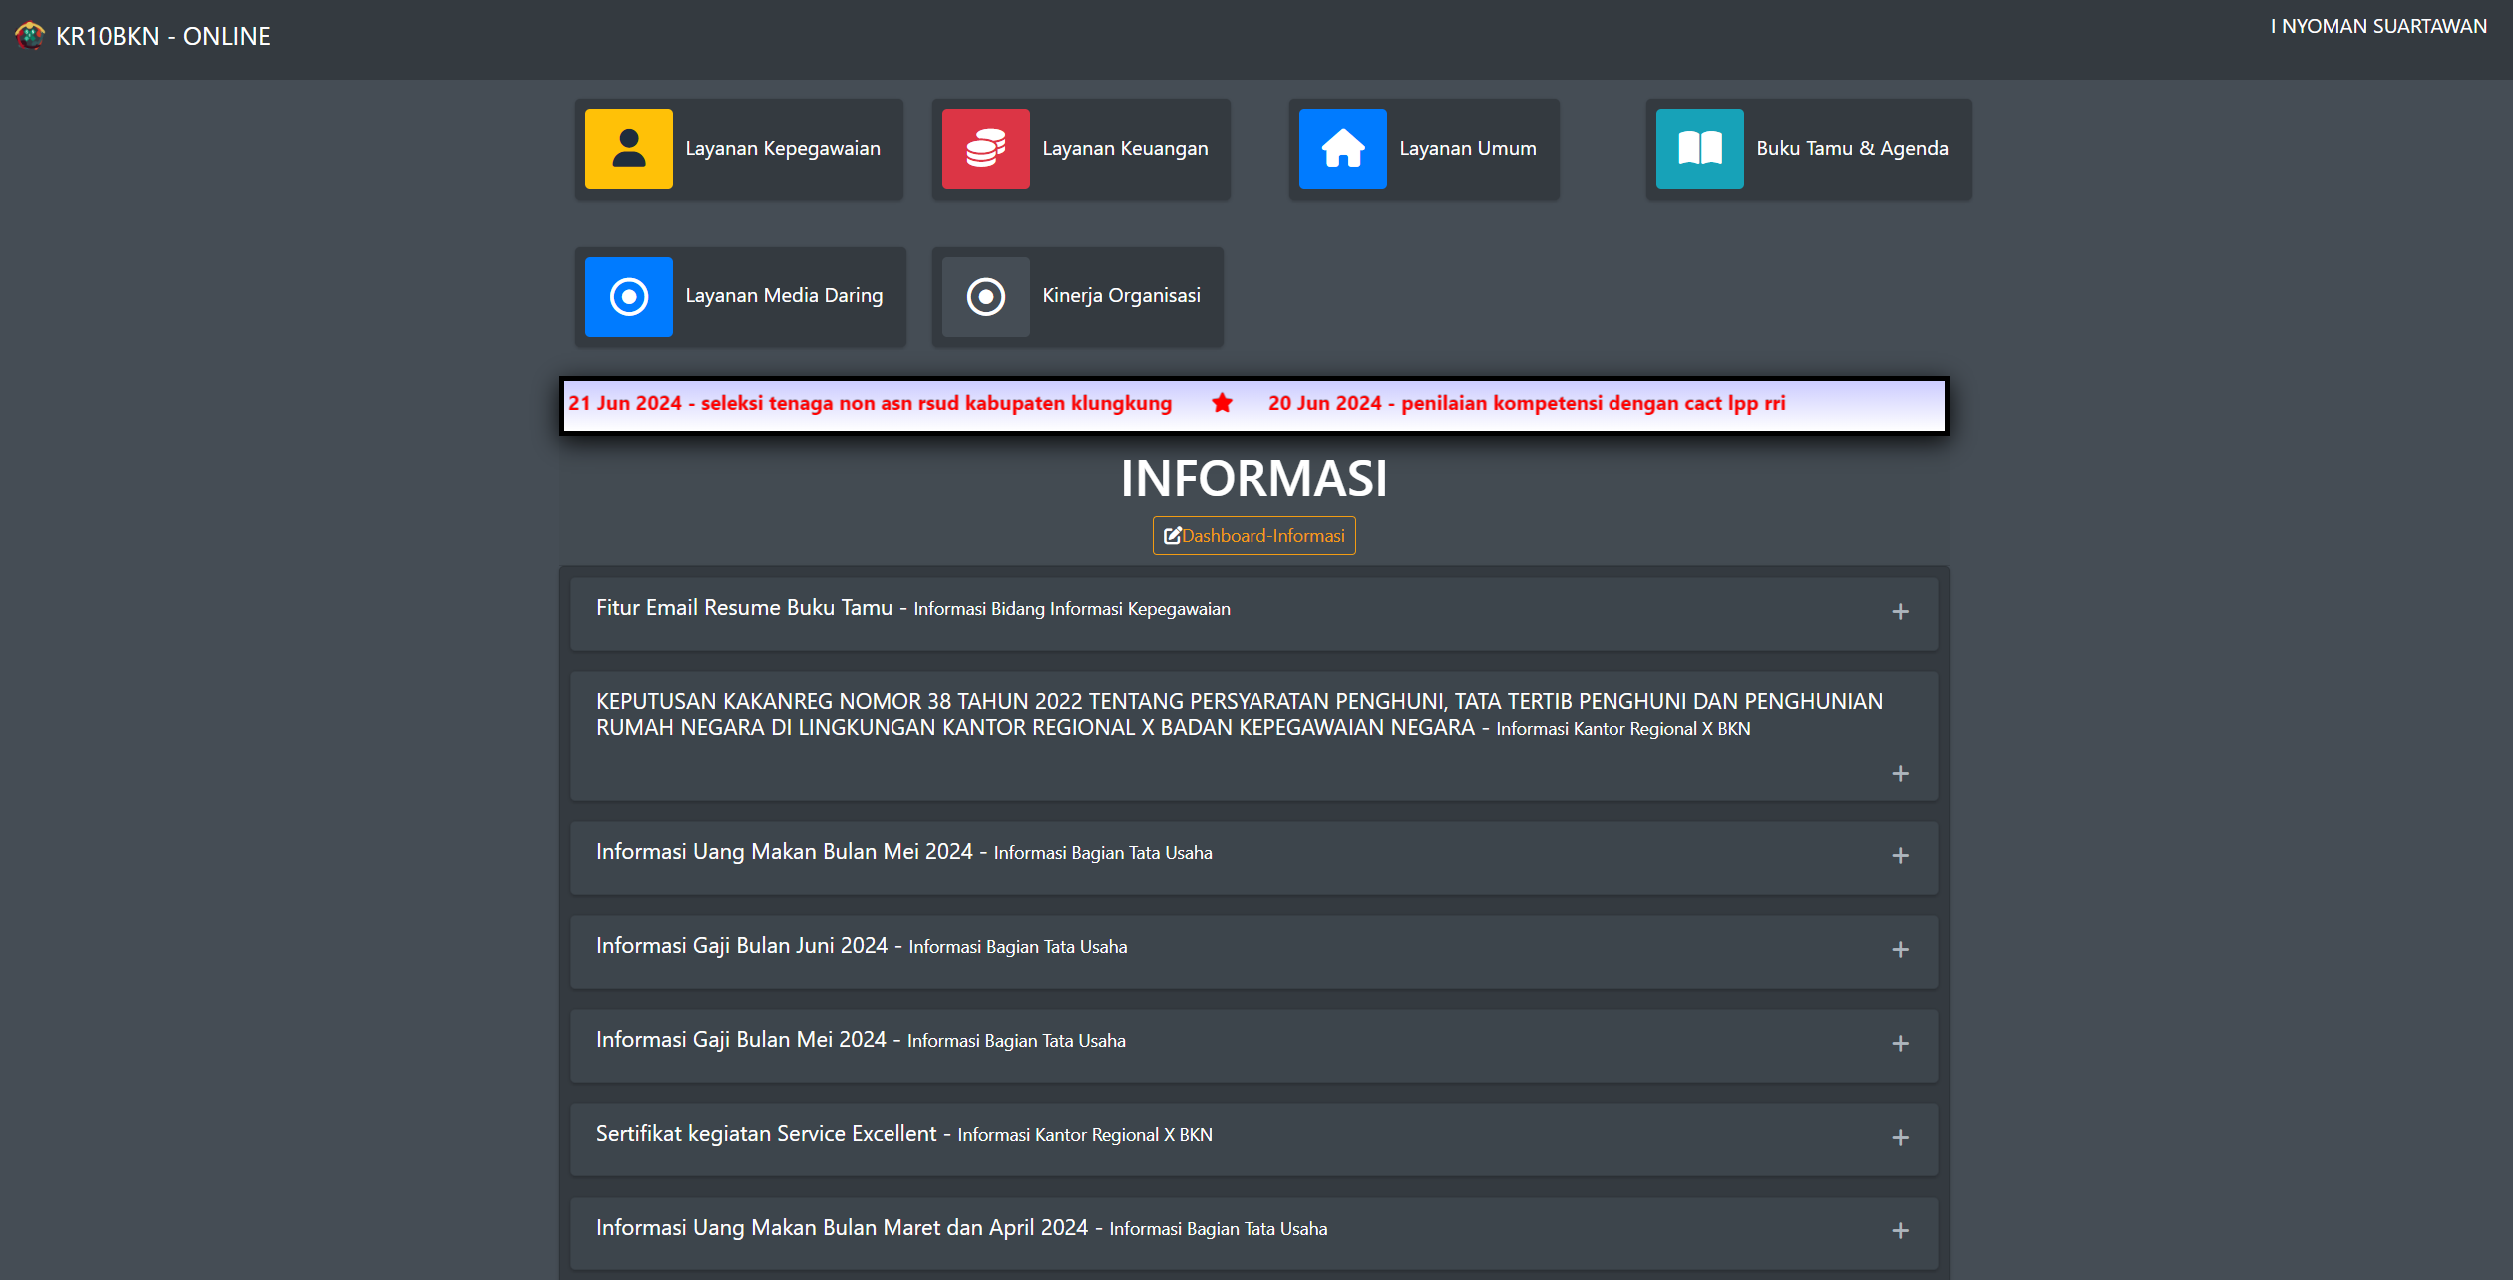 KR10BKN - ONLINE
I NYOMAN SUARTAWAN
Layanan Kepegawaian
Layanan Keuangan
Layanan Umum
Buku Tamu & Agenda
Layanan Media Daring
Kinerja Organisasi
21 Jun 2024 - seleksi tenaga non asn rsud kabupaten klungkung
20 Jun 2024 - penilaian kompetensi dengan cact lpp rri
INFORMASI
Dashboard-Informasi
Fitur Email Resume Buku Tamu - Informasi Bidang Informasi Kepegawaian
KEPUTUSAN KAKANREG NOMOR 38 TAHUN 2022 TENTANG PERSYARATAN PENGHUNI, TATA TERTIB PENGHUNI DAN PENGHUNIAN
RUMAH NEGARA DI LINGKUNGAN KANTOR REGIONAL X BADAN KEPEGAWAIAN NEGARA - Informasi Kantor Regional X BKN
Informasi Uang Makan Bulan Mei 2024 - Informasi Bagian Tata Usaha
Informasi Gaji Bulan Juni 2024 - Informasi Bagian Tata Usaha
Informasi Gaji Bulan Mei 2024 - Informasi Bagian Tata Usaha
Sertifikat kegiatan Service Excellent - Informasi Kantor Regional X BKN
Informasi Uang Makan Bulan Maret dan April 2024 - Informasi Bagian Tata Usaha